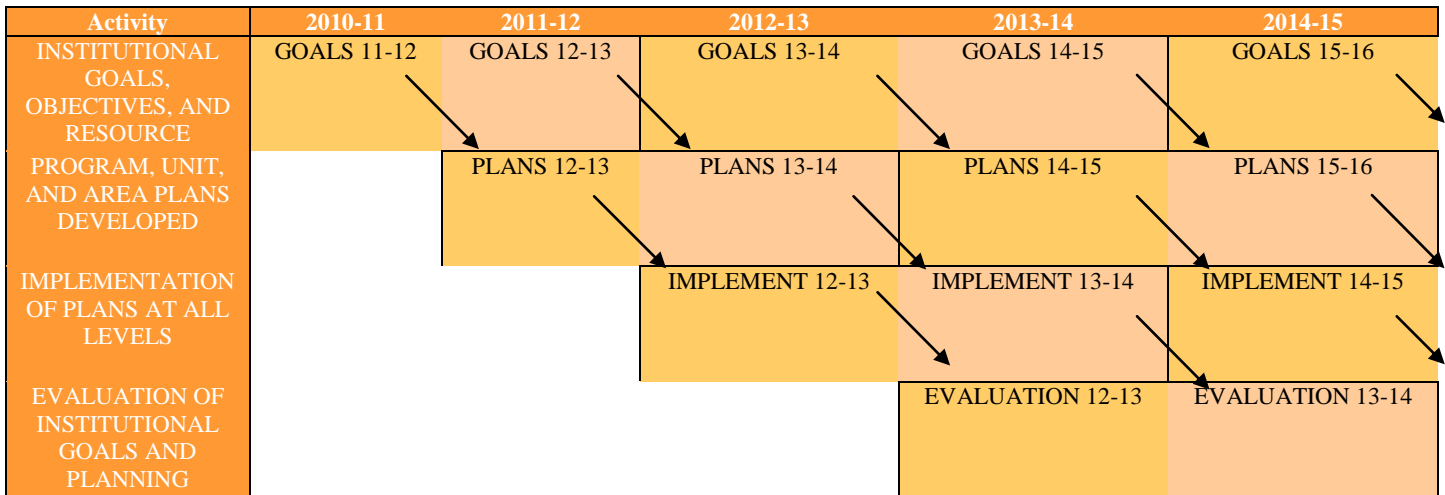 Activity 2010-11 2011-12 2012-13 2013-14 2014-15
INSTITUTIONAL GOALS 11-12 GOALS 12-13 GOALS 13-14 GOALS 14-15 GOALS 15-16
GOALS,
OBJECTIVES, AND
RESOURCE
PROGRAM, UNIT, PLANS 12-13 PLANS 13-14 PLANS 14-15 PLANS 15-16
AND AREA PLANS
DEVELOPED
IMPLEMENTATION IMPLEMENT 12-13 IMPLEMENT 13-14 IMPLEMENT 14-15
OF PLANS AT ALL
LEVELS
EVALUATION OF EVALUATION 12-13 EVALUATION 13-14
INSTITUTIONAL
GOALS AND
PLANNING